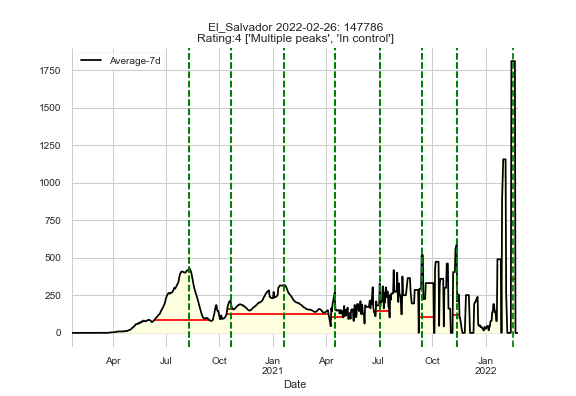 El_Salvador 2022-02-26: 147786
Rating:4 ['Multiple peaks', 'In control']
Average-7d
1750
1500
1250
1000
750
500
250
0
Apr Jul Oct Jan Apr Jul Oct Jan
2021 2022
Date